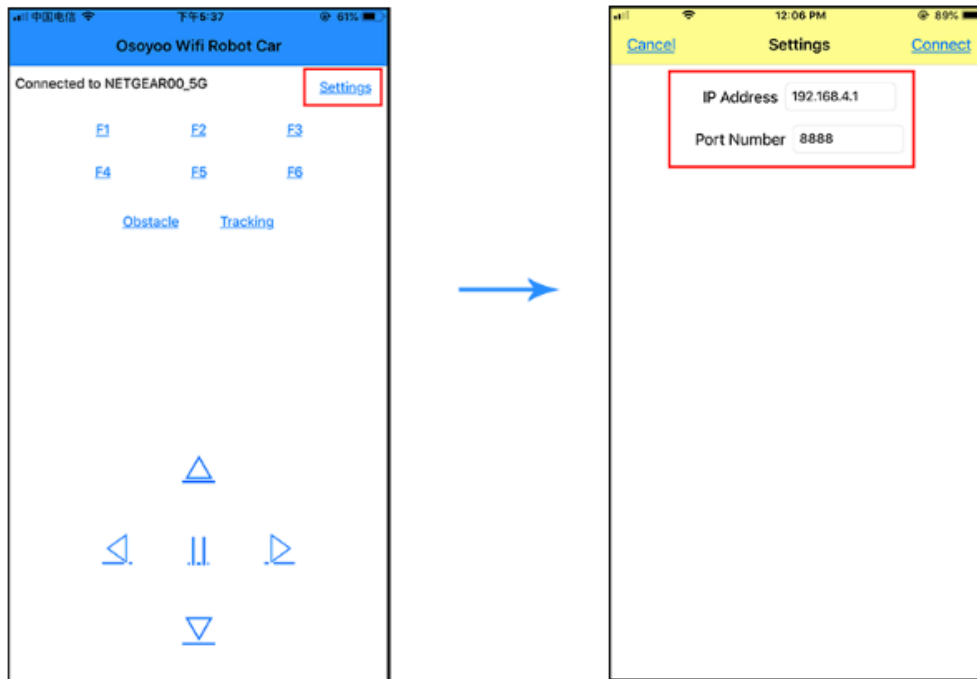 中国电信 下午5:37 61%
Osoyoo Wifi Robot Car
Connected to NETGEAR00_5G Settings
F1 F2 F3
F4 F5 F6
Obstacle Tracking
12:06 PM 89%
Cancel Settings Connect
IP Address 192.168.4.1
Port Number 8888